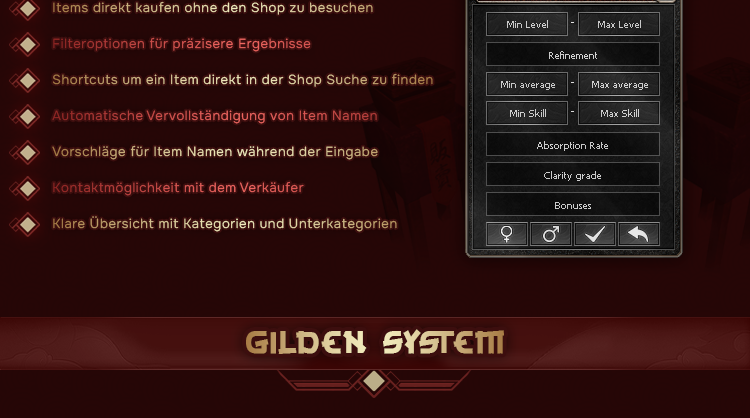 Items direkt kaufen ohne den Shop zu besuchen
Filteroptionen für präzisere Ergebnisse
Shortcuts um ein Item direkt in der Shop Suche zu finden
Automatische Vervollständigung von Item Namen
Vorschläge für Item Namen während der Eingabe
Kontaktmöglichkeit mit dem Verkäufer
Klare Übersicht mit Kategorien und Unterkategorien
Min Level - Max Level
Refinement
Min average - Max average
Min Skill - Max Skill
Absorption Rate
Clarity grade
Bonuses
GILDEN SYSTEM